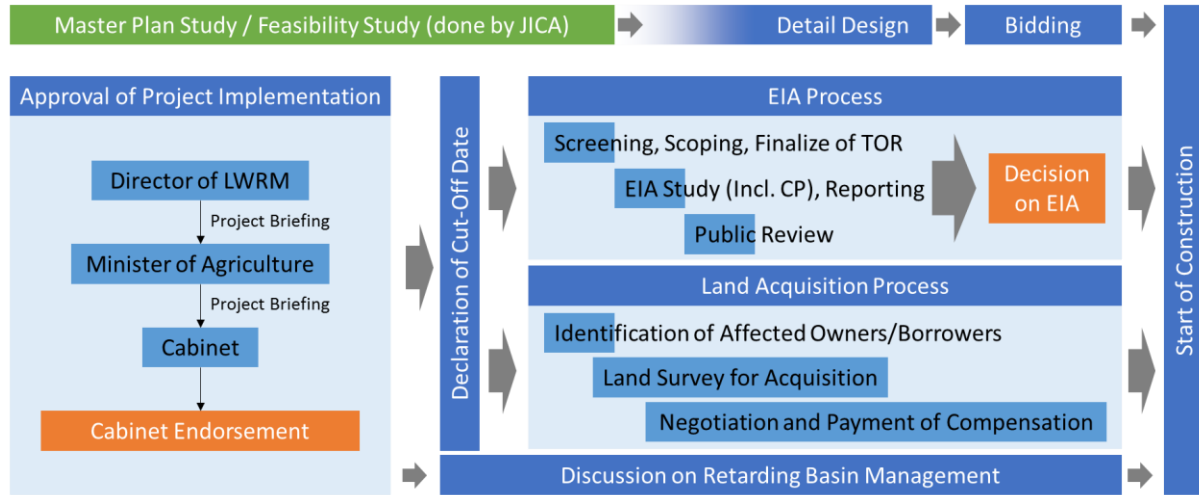 Master Plan Study / Feasibility Study (done by JICA)
Detail Design
Bidding
Approval of Project Implementation
Director of LWRM
Project Briefing
Minister of Agriculture
Project Briefing
Cabinet
Cabinet Endorsement
Declaration of Cut-Off Date
EIA Process
Screening, Scoping, Finalize of TOR
EIA Study (Incl. CP), Reporting
Public Review
Decision
on EIA
Land Acquisition Process
Identification of Affected Owners/Borrowers
Land Survey for Acquisition
Negotiation and Payment of Compensation
Discussion on Retarding Basin Management
Start of Construction